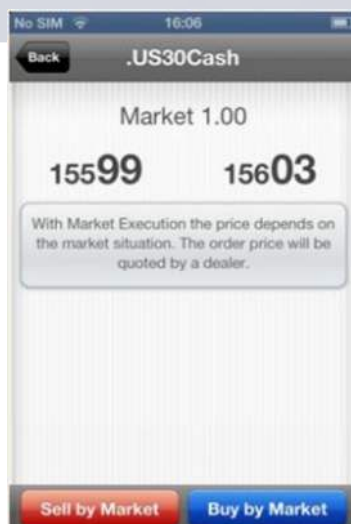 No SIM 16:06
Back .US30Cash
Market 1.00
15599 15603
With Market Execution the price depends on
the market situation. The order price will be
quoted by a dealer.
Sell by Market Buy by Market